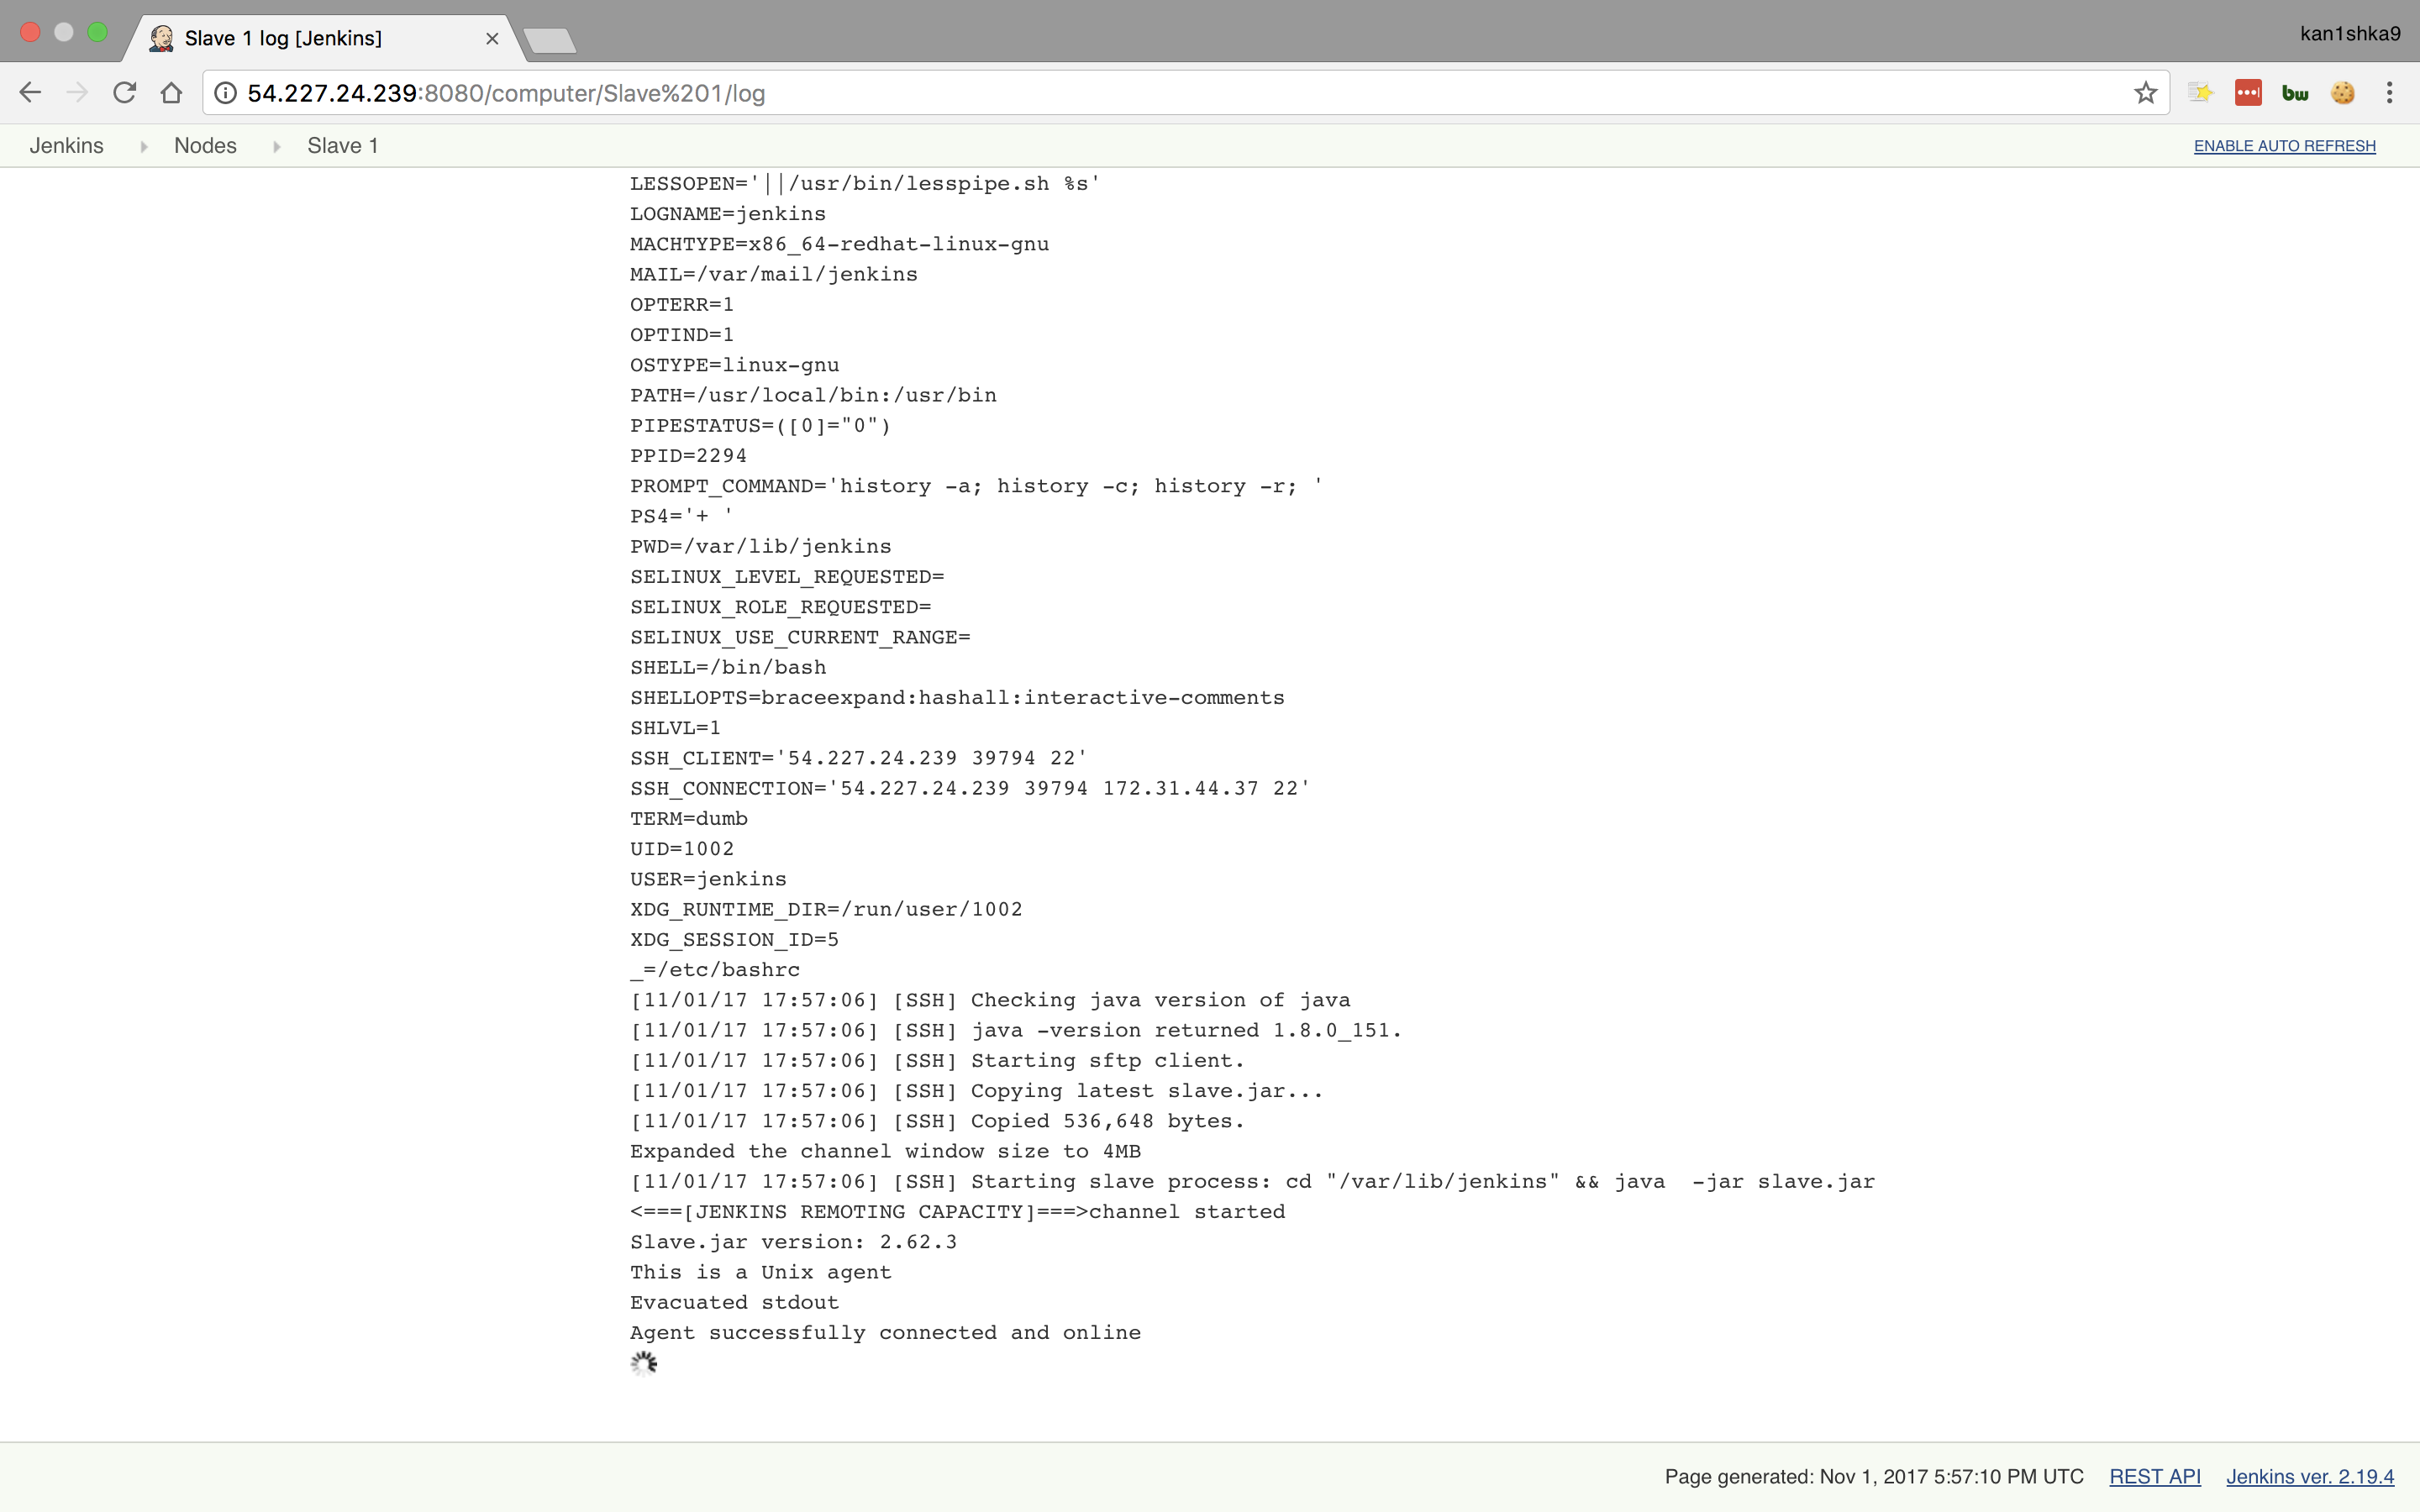 Slave 1 log [Jenkins]
kan1shka9
54.227.24.239:8080/computer/Slave%201/log
bw
Jenkins Nodes Slave 1 ENABLE AUTO REFRESH
LESSOPEN='||/usr/bin/lesspipe.sh %s'
LOGNAME=jenkins
MACHTYPE=x86_64-redhat-linux-gnu
MAIL=/var/mail/jenkins
OPTERR=1
OPTIND=1
OSTYPE=linux-gnu
PATH=/usr/local/bin:/usr/bin
PIPESTATUS=([0]="0")
PPID=2294
PROMPT_COMMAND='history -a; history -c; history -r; '
PS4='+ '
PWD=/var/lib/jenkins
SELINUX_LEVEL_REQUESTED=
SELINUX_ROLE_REQUESTED=
SELINUX_USE_CURRENT_RANGE=
SHELL=/bin/bash
SHELLOPTS=braceexpand:hashall:interactive-comments
SHLVL=1
SSH_CLIENT='54.227.24.239 39794 22'
SSH_CONNECTION='54.227.24.239 39794 172.31.44.37 22'
TERM=dumb
UID=1002
USER=jenkins
XDG_RUNTIME_DIR=/run/user/1002
XDG_SESSION_ID=5
_=/etc/bashrc
[11/01/17 17:57:06] [SSH] Checking java version of java
[11/01/17 17:57:06] [SSH] java -version returned 1.8.0_151.
[11/01/17 17:57:06] [SSH] Starting sftp client.
[11/01/17 17:57:06] [SSH] Copying latest slave.jar...
[11/01/17 17:57:06] [SSH] Copied 536,648 bytes.
Expanded the channel window size to 4MB
[11/01/17 17:57:06] [SSH] Starting slave process: cd "/var/lib/jenkins" && java  -jar slave.jar
<===[JENKINS REMOTING CAPACITY]===>channel started
Slave.jar version: 2.62.3
This is a Unix agent
Evacuated stdout
Agent successfully connected and online
Page generated: Nov 1, 2017 5:57:10 PM UTC REST API Jenkins ver. 2.19.4